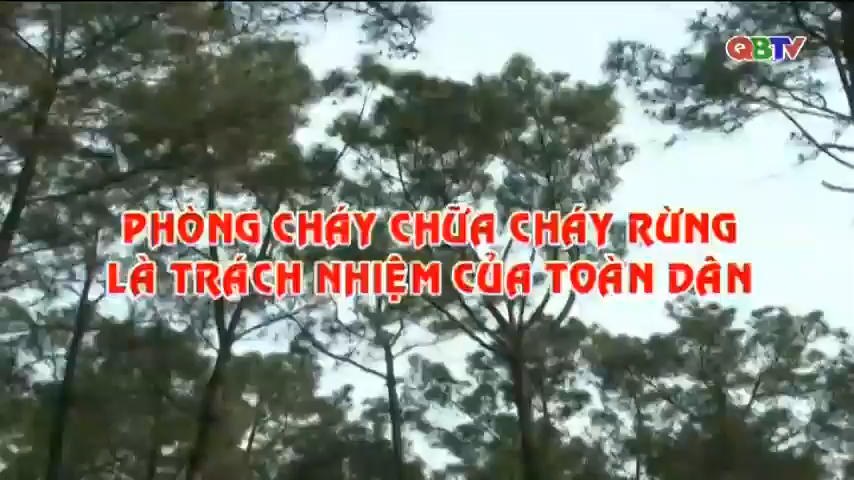 QBTV
PHÒNG CHÁY CHỮA CHÁY RỪNG
LÀ TRÁCH NHIỆM CỦA TOÀN DÂN